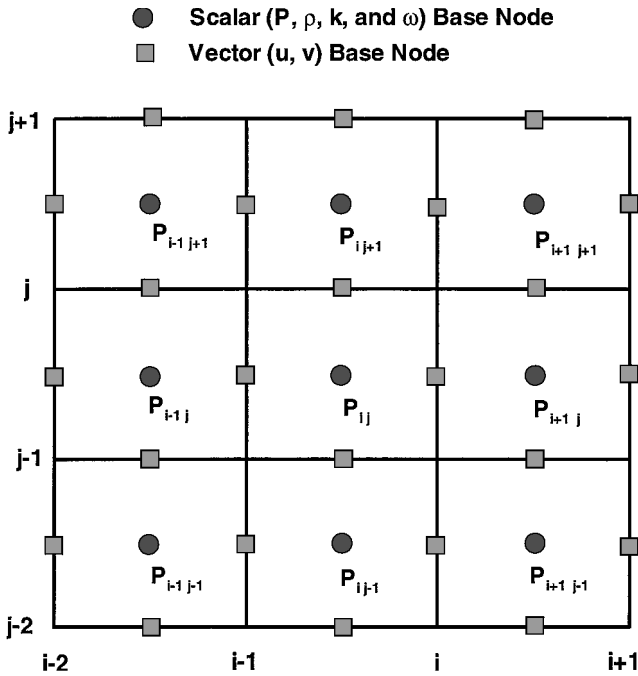 Scalar (P, ρ, k, and ω) Base Node
Vector (u, v) Base Node
j+1
P i-1 j+1
P i j+1
P i+1 j+1
j
P i-1 j
P i j
P i+1 j
j-1
P i-1 j-1
P i j-1
P i+1 j-1
j-2
i-2
i-1
i
i+1